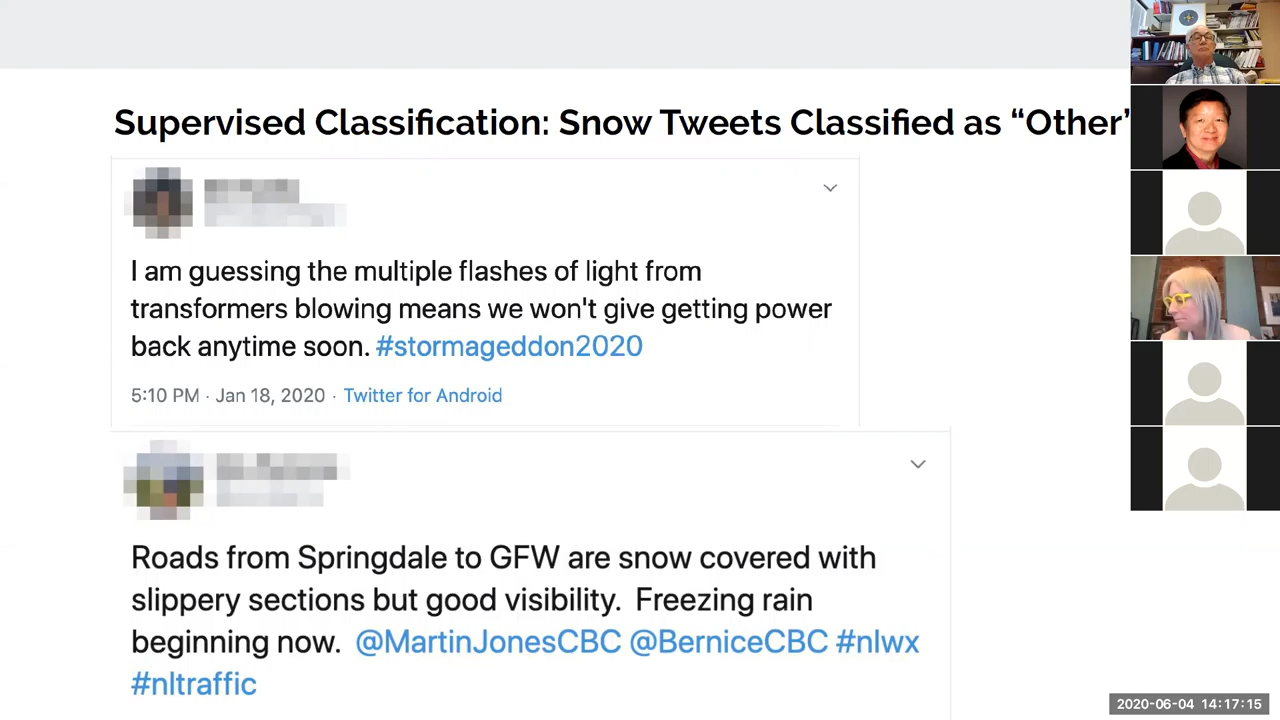 Supervised Classification: Snow Tweets Classified as “Other”
I am guessing the multiple flashes of light from
transformers blowing means we won't give getting power
back anytime soon. #stormageddon2020
5:10 PM · Jan 18, 2020 · Twitter for Android
Roads from Springdale to GFW are snow covered with
slippery sections but good visibility. Freezing rain
beginning now. @MartinJonesCBC @BerniceCBC #nlwx
#nltraffic
2020-06-04 14:17:15